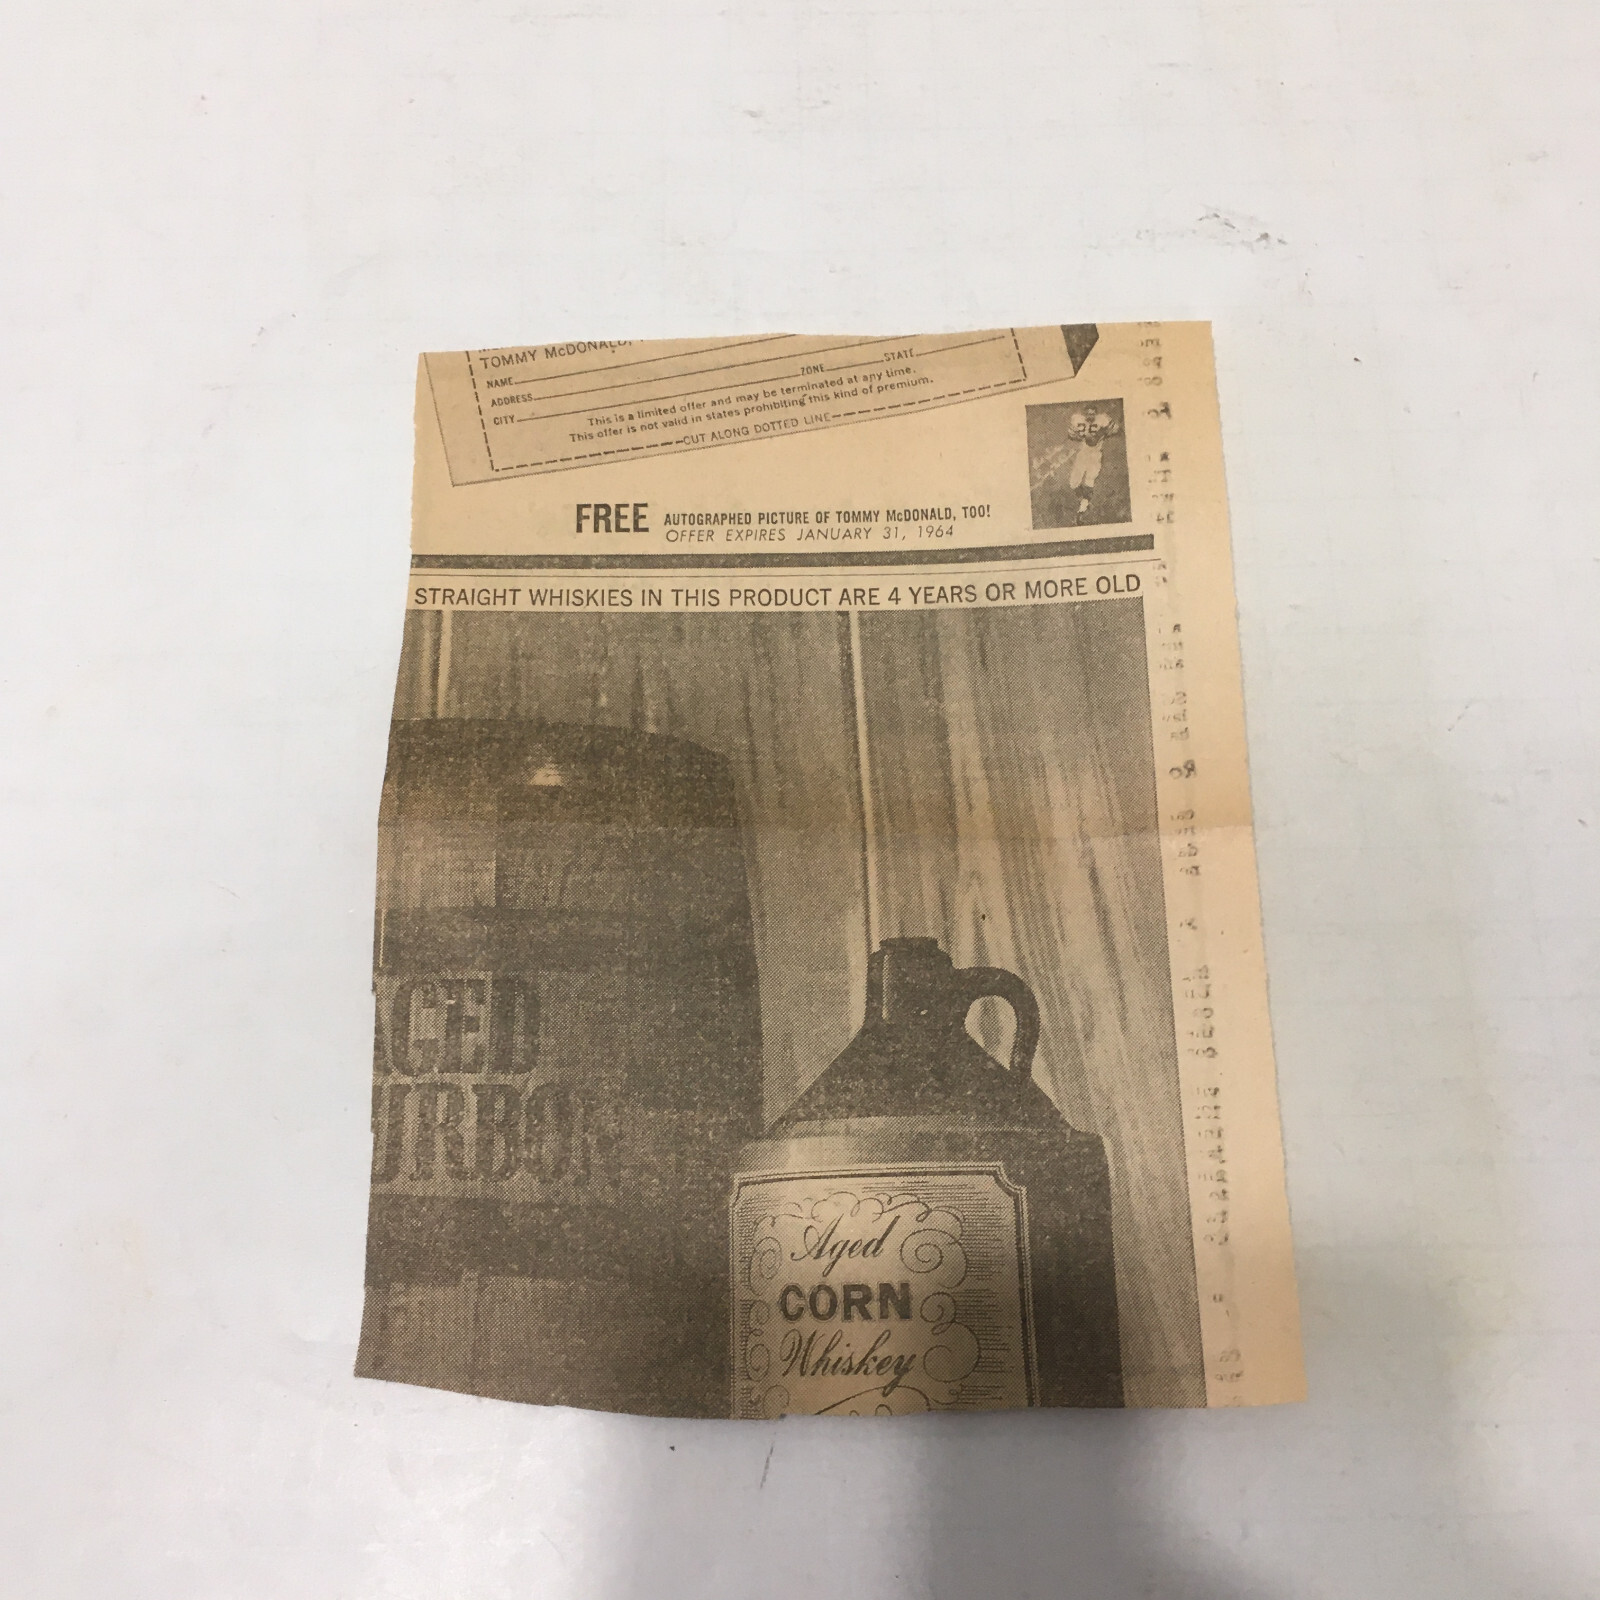 TOMMY McDONALD,
NAME
ZONE STATE
ADDRESS
CITY
This is a limited offer and may be terminated at any time.
This offer is not valid in states prohibiting this kind of premium.
CUT ALONG DOTTED LINE
25
FREE AUTOGRAPHED PICTURE OF TOMMY McDONALD, TOO!
OFFER EXPIRES JANUARY 31, 1964
STRAIGHT WHISKIES IN THIS PRODUCT ARE 4 YEARS OR MORE OLD
AGED
URBON
Aged
CORN
Whiskey